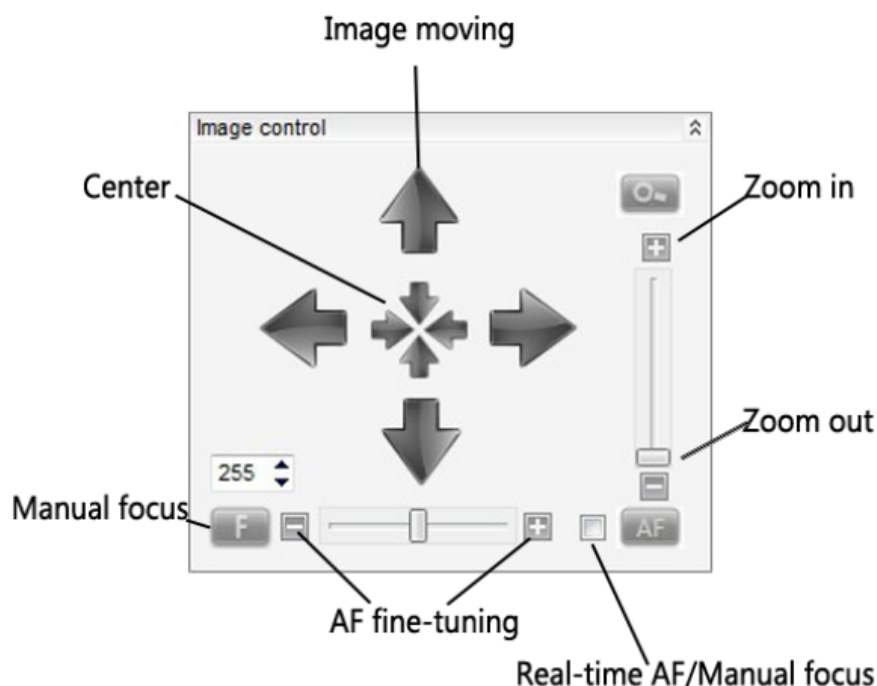 Image moving
Image control
Center
Zoom in
Zoom out
255
Manual focus
F
AF
AF fine-tuning
Real-time AF/Manual focus